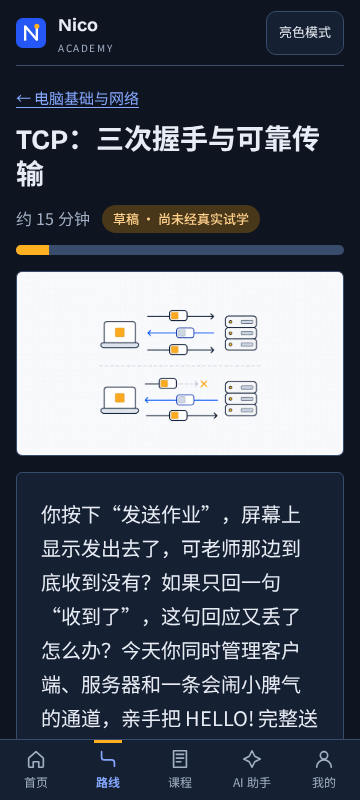 Nico
ACADEMY
亮色模式
← 电脑基础与网络
TCP：三次握手与可靠传
输
约 15 分钟
草稿 · 尚未经真实试学
你按下“发送作业”，屏幕上
显示发出去了，可老师那边到
底收到没有？如果只回一句
“收到了”，这句回应又丢了
怎么办？今天你同时管理客户
端、服务器和一条会闹小脾气
的通道，亲手把 HELLO! 完整送
首页
路线
课程
AI 助手
我的